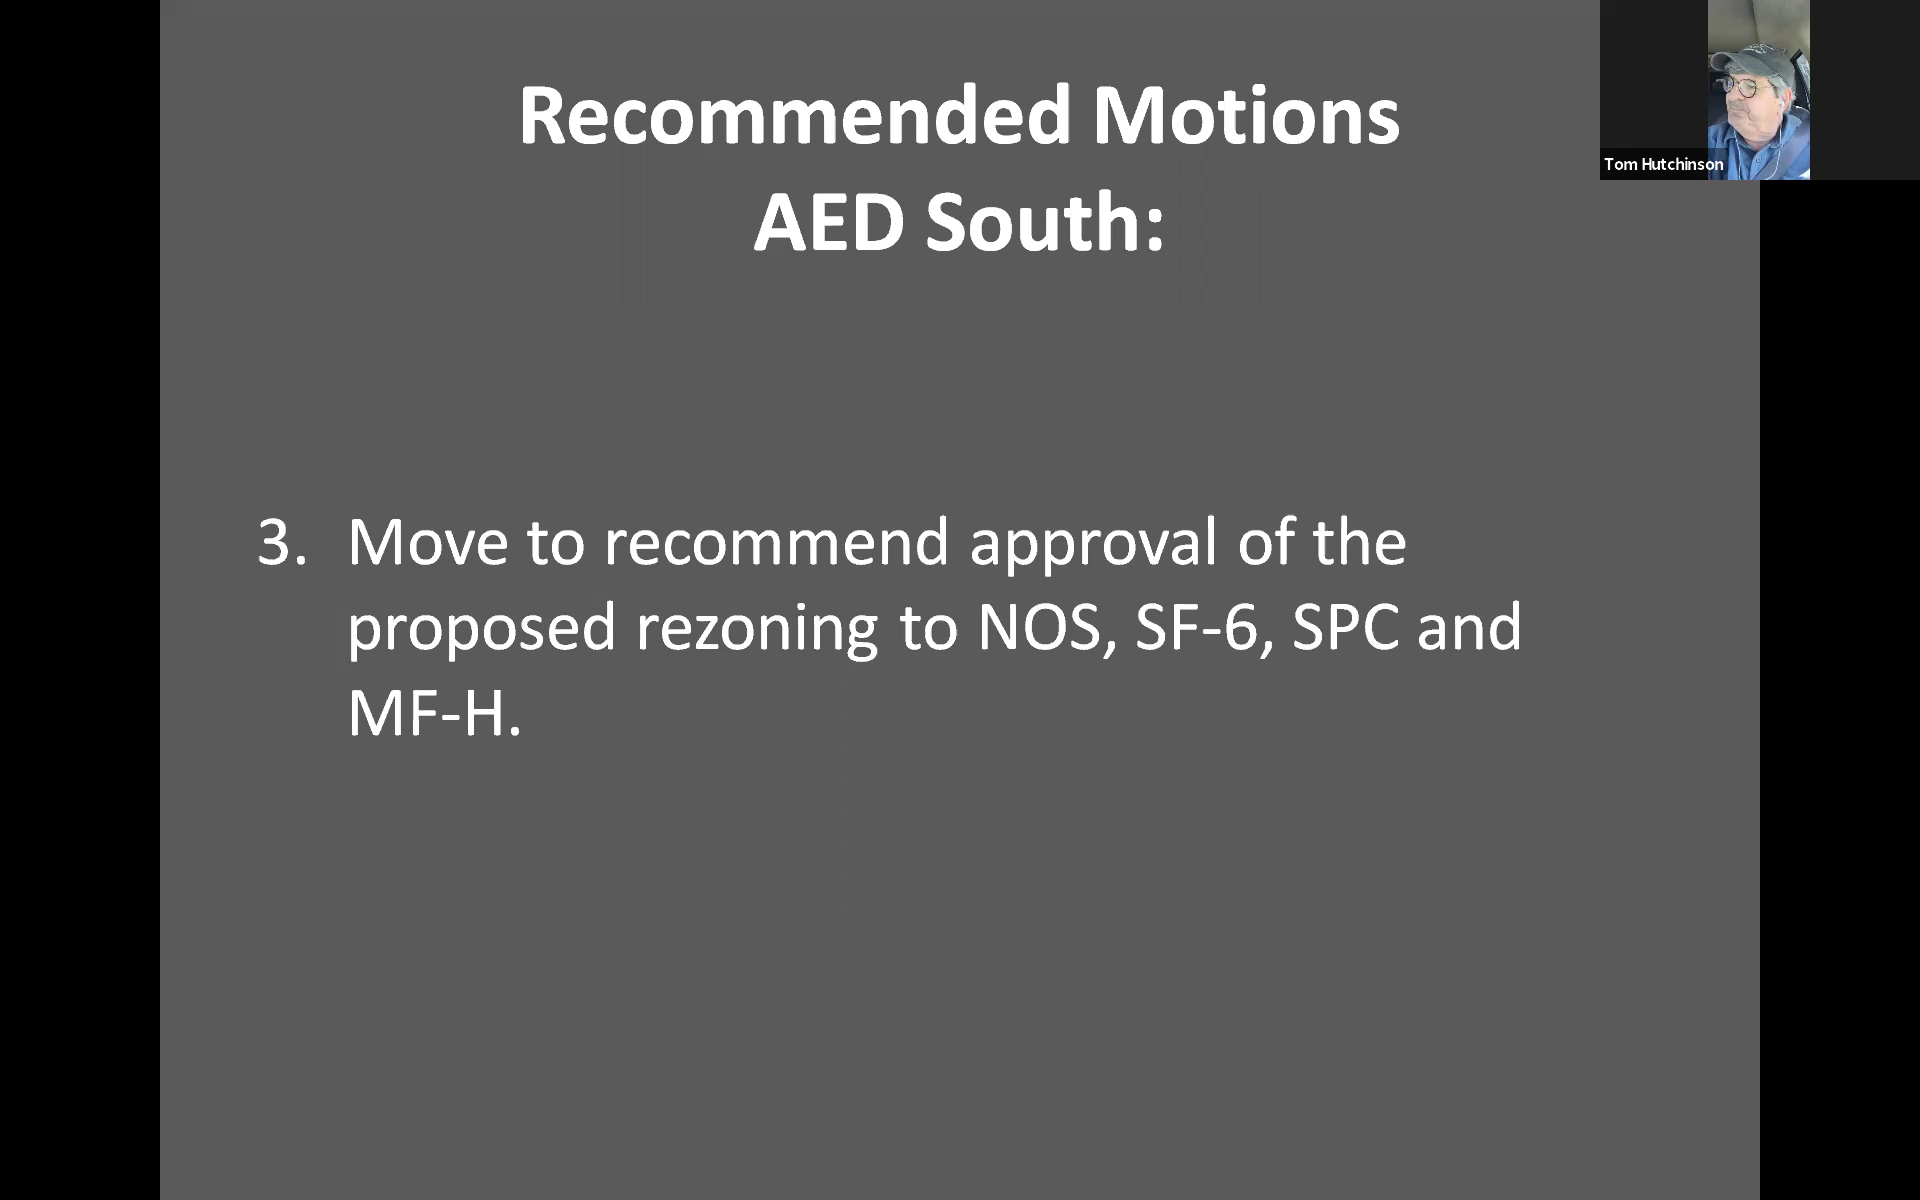 Recommended Motions
AED South:
Tom Hutchinson
3. Move to recommend approval of the
proposed rezoning to NOS, SF-6, SPC and
MF-H.